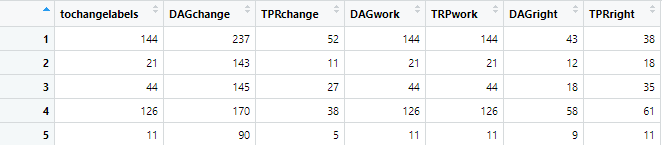 tochangelabels DAGchange TPRchange DAGwork TRPwork DAGright TPRright
1 144 237 52 144 144 43 38
2 21 143 11 21 21 12 18
3 44 145 27 44 44 18 35
4 126 170 38 126 126 58 61
5 11 90 5 11 11 9 11